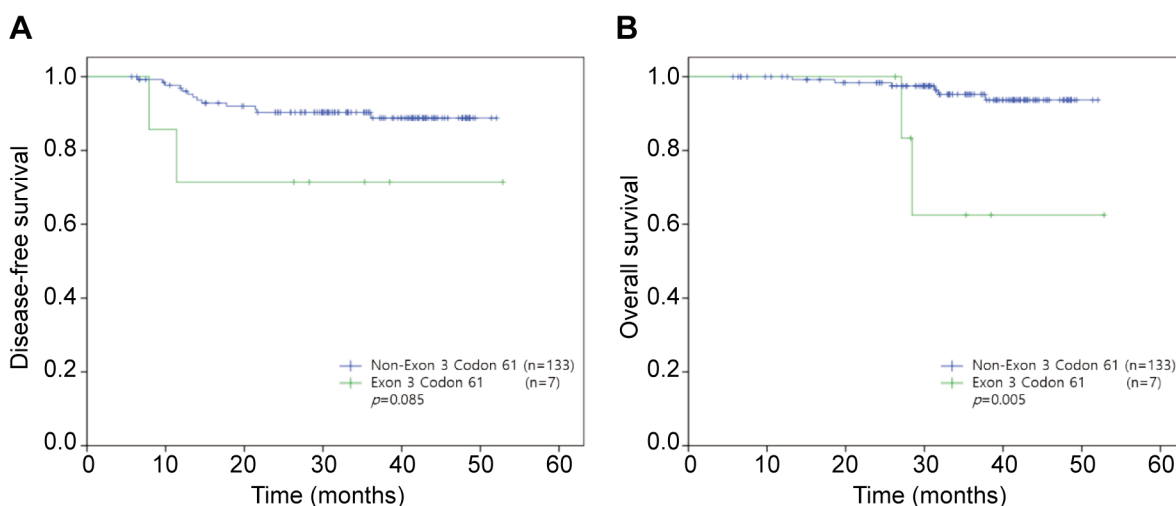 A
Disease-free survival
1.0
0.8
0.6
0.4
0.2
0.0
Non-Exon 3 Codon 61 (n=133)
Exon 3 Codon 61 (n=7)
p=0.085
0 10 20 30 40 50 60
Time (months)
B
Overall survival
1.0
0.8
0.6
0.4
0.2
0.0
Non-Exon 3 Codon 61 (n=133)
Exon 3 Codon 61 (n=7)
p=0.005
0 10 20 30 40 50 60
Time (months)